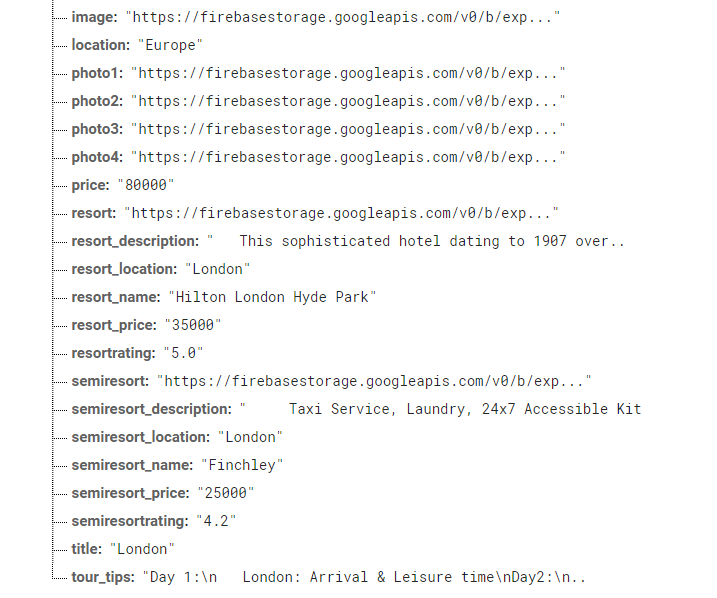 image: "https://firebasestorage.googleapis.com/v0/b/exp..."
location: "Europe"
photo1: "https://firebasestorage.googleapis.com/v0/b/exp..."
photo2: "https://firebasestorage.googleapis.com/v0/b/exp..."
photo3: "https://firebasestorage.googleapis.com/v0/b/exp..."
photo4: "https://firebasestorage.googleapis.com/v0/b/exp..."
price: "80000"
resort: "https://firebasestorage.googleapis.com/v0/b/exp..."
resort_description: "   This sophisticated hotel dating to 1907 over..
resort_location: "London"
resort_name: "Hilton London Hyde Park"
resort_price: "35000"
resortrating: "5.0"
semiresort: "https://firebasestorage.googleapis.com/v0/b/exp..."
semiresort_description: "     Taxi Service, Laundry, 24x7 Accessible Kit
semiresort_location: "London"
semiresort_name: "Finchley"
semiresort_price: "25000"
semiresortrating: "4.2"
title: "London"
tour_tips: "Day 1:\n   London: Arrival & Leisure time\nDay2:\n..